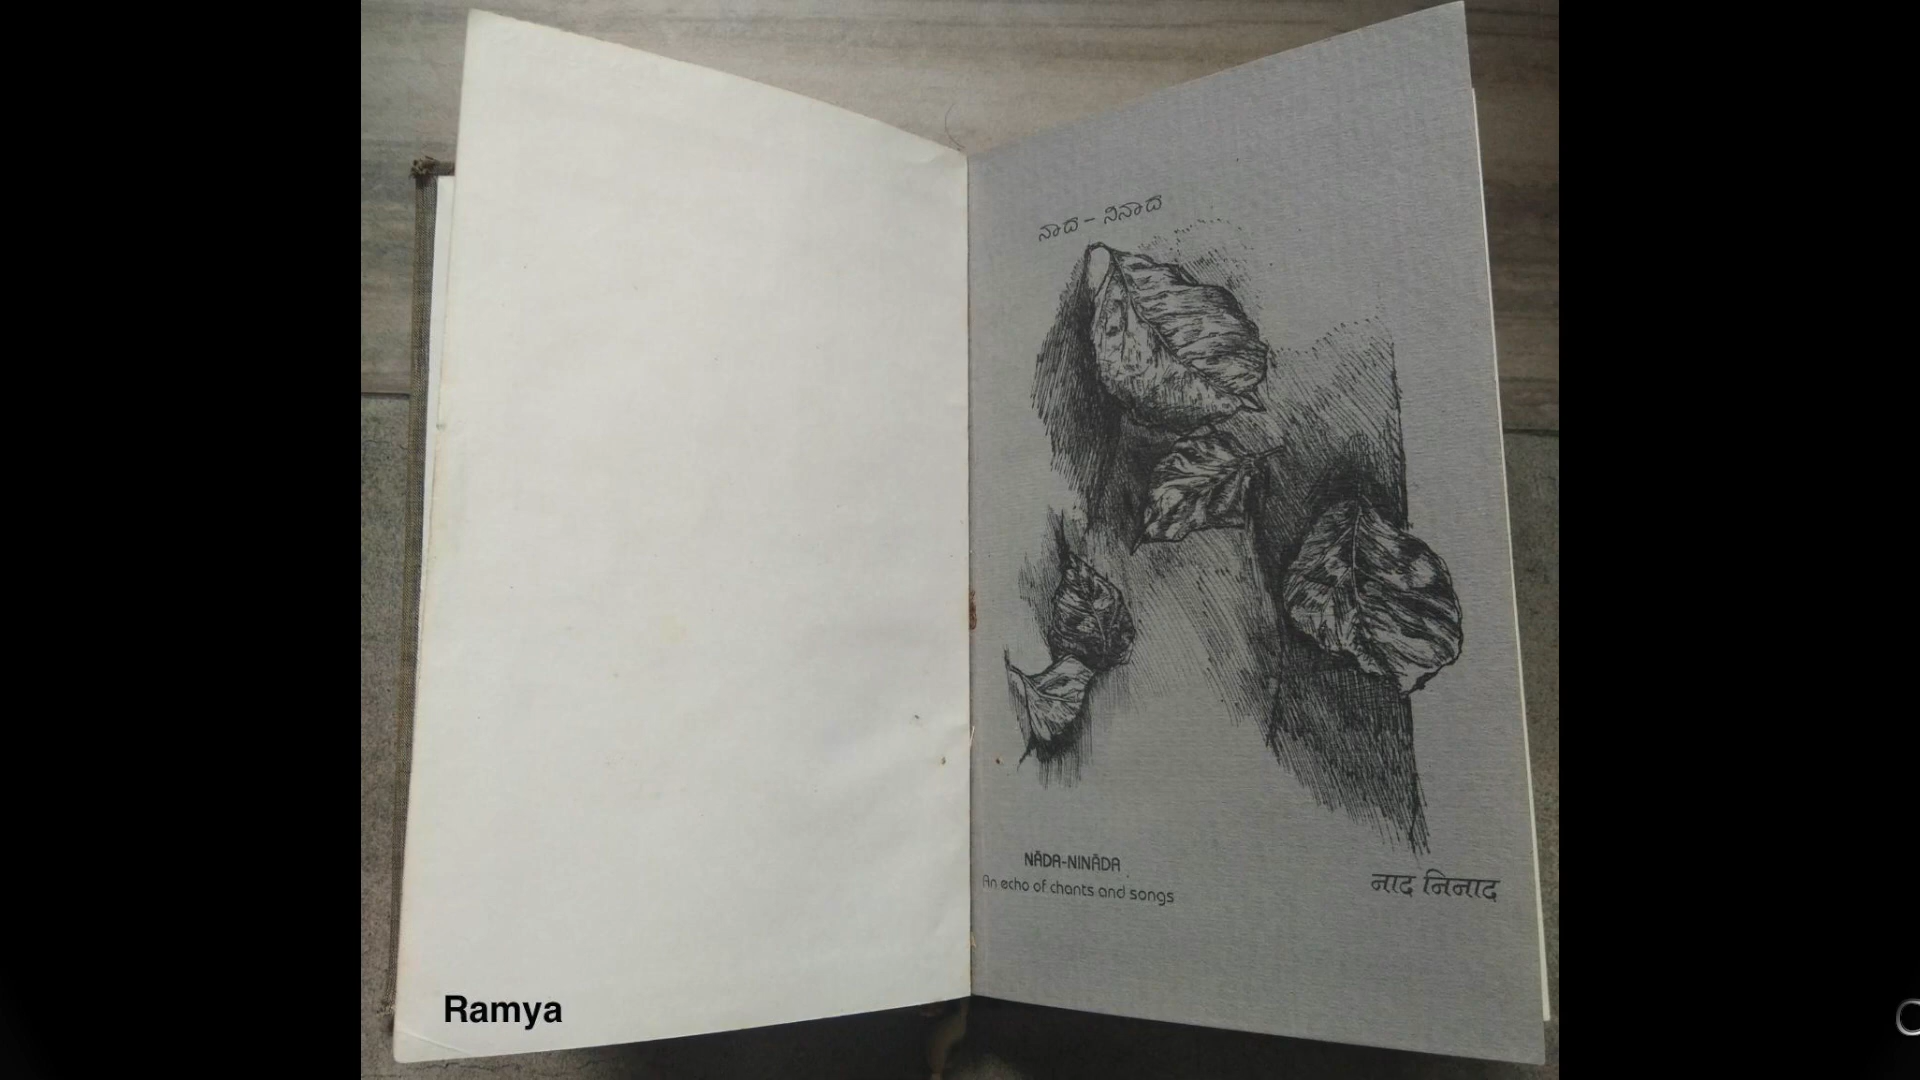 ನಾದ – ನಿನಾದ
NĀDA-NINĀDA
An echo of chants and songs
नाद निनाद
Ramya